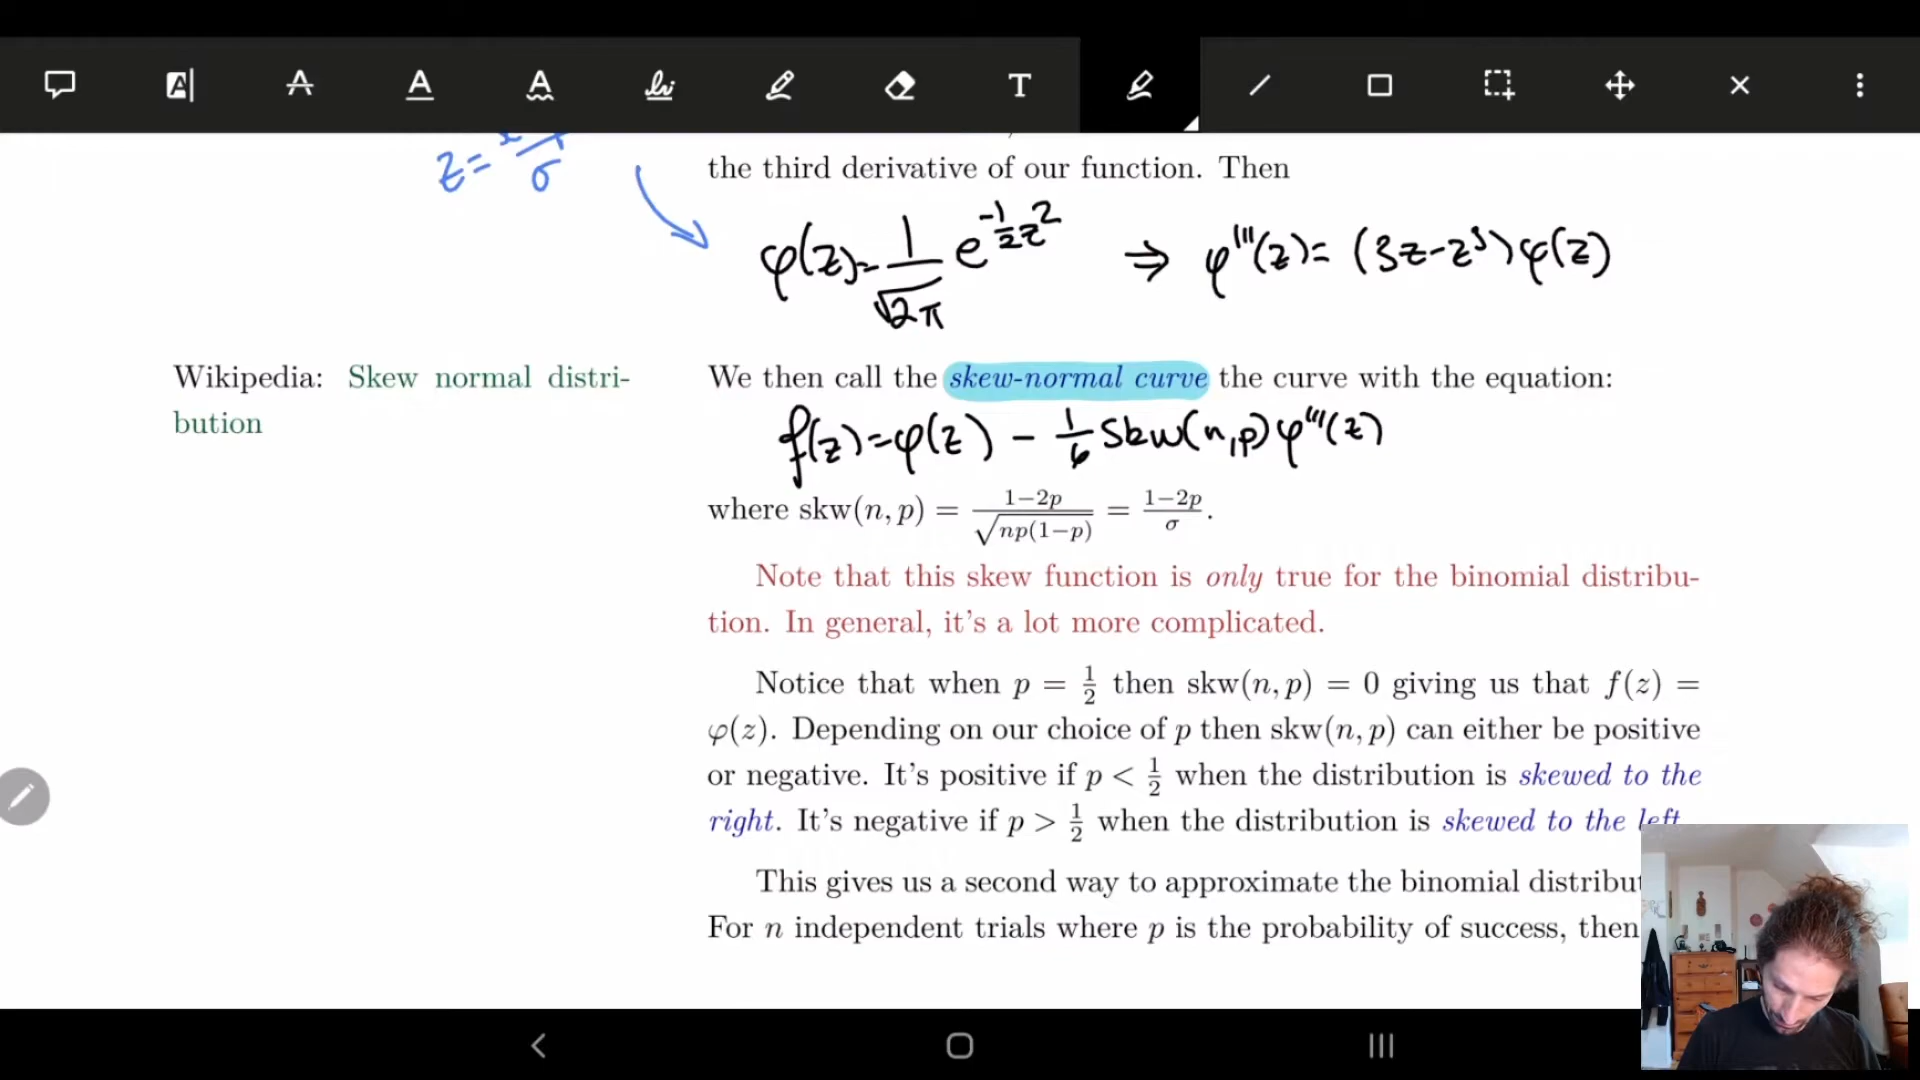 the third derivative of our function. Then
z = σ
φ(z) = 1/√2π e^{-1/2 z^2} ⇒ φ'''(z) = (3z - z^3) φ(z)
Wikipedia: Skew normal distri-
bution
We then call the skew-normal curve the curve with the equation:
f(z) = φ(z) - 1/6 Skw(n,p) φ'''(z)
where skw(n, p) = 1−2p/√np(1−p) = 1−2p/σ.
Note that this skew function is only true for the binomial distribu-
tion. In general, it's a lot more complicated.
Notice that when p = 1/2 then skw(n, p) = 0 giving us that f(z) =
φ(z). Depending on our choice of p then skw(n, p) can either be positive
or negative. It's positive if p < 1/2 when the distribution is skewed to the
right. It's negative if p > 1/2 when the distribution is skewed to the left
This gives us a second way to approximate the binomial distribut
For n independent trials where p is the probability of success, then